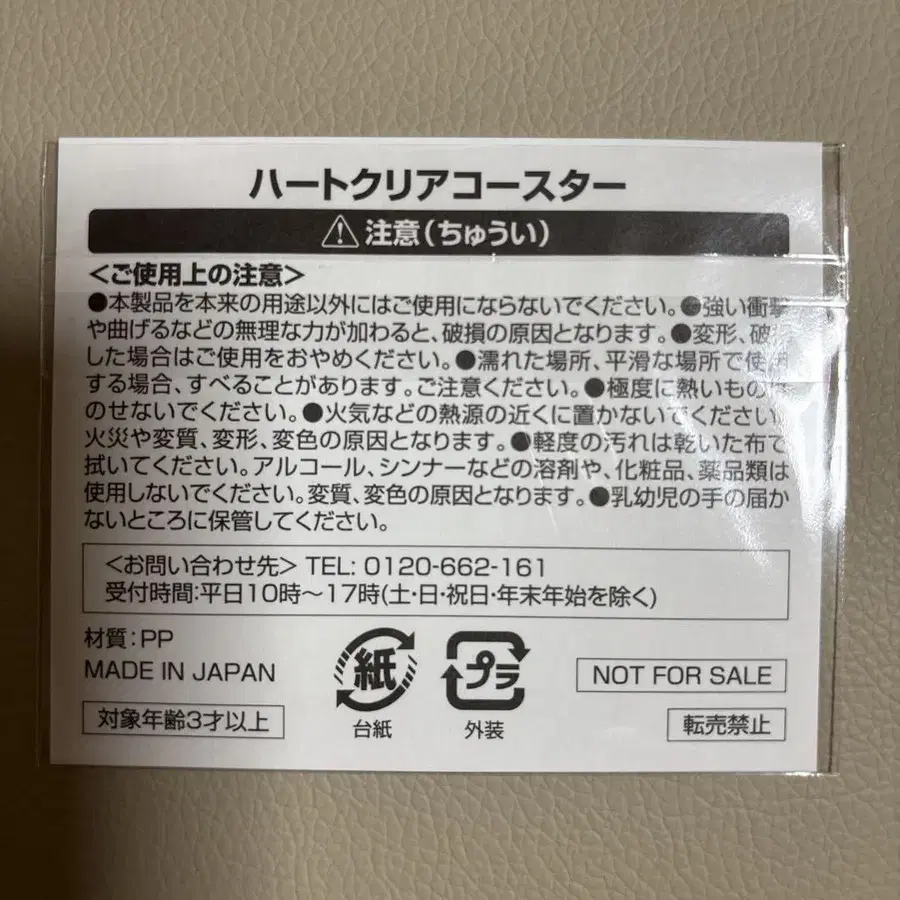 ハートクリアコースター
⚠注意(ちゅうい)
<ご使用上の注意>
●本製品を本来の用途以外にはご使用にならないでください。●強い衝撃
や曲げるなどの無理な力が加わると、破損の原因となります。●変形、破
した場合はご使用をおやめください。●濡れた場所、平滑な場所で使用
する場合、すべることがあります。ご注意ください。●極度に熱いもの
のせないでください。●火気などの熱源の近くに置かないでください
火災や変質、変形、変色の原因となります。●軽度の汚れは乾いた布で
拭いてください。アルコール、シンナーなどの溶剤や、化粧品、薬品類は
使用しないでください。変質、変色の原因となります。●乳幼児の手の届か
ないところに保管してください。
<お問い合わせ先> TEL: 0120-662-161
受付時間:平日10時~17時(土・日・祝日・年末年始を除く)
材質:PP
MADE IN JAPAN
対象年齢3才以上
紙
台紙
プラ
外装
NOT FOR SALE
転売禁止